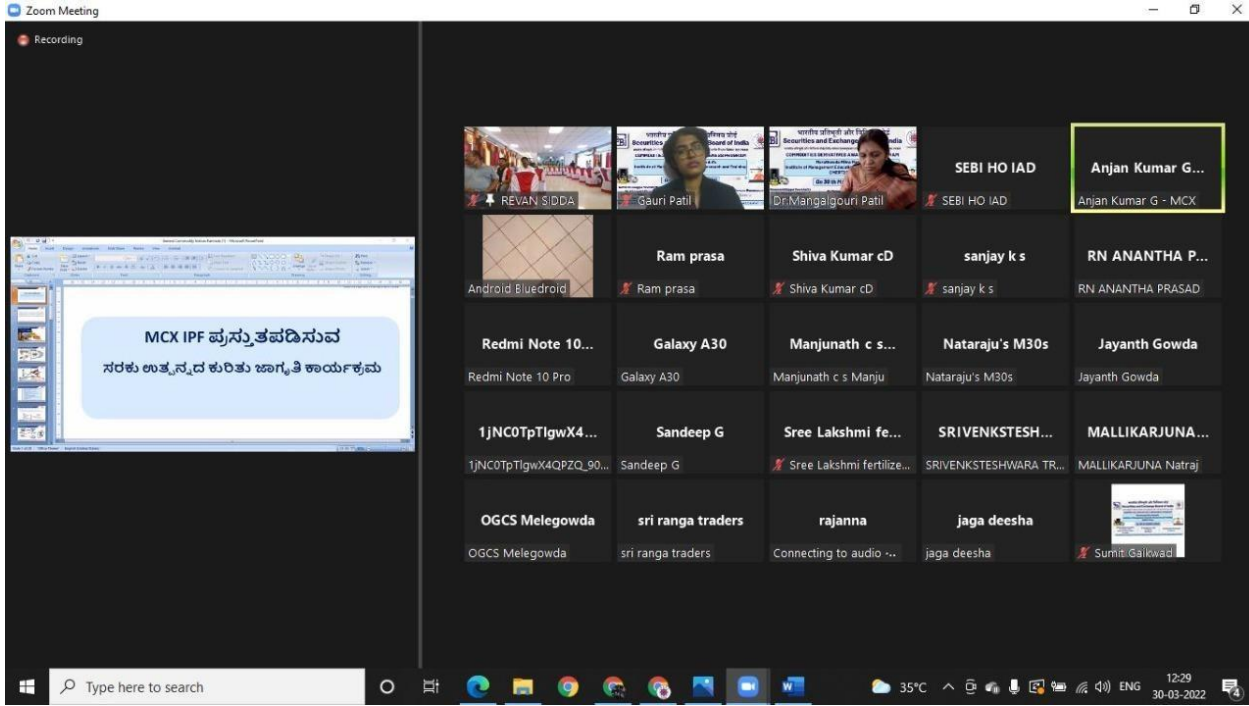 Zoom Meeting
Recording
MCX IPF ಪ್ರಸ್ತುತಪಡಿಸುವ
ಸರಕು ಉತ್ಪನ್ನದ ಕುರಿತು ಜಾಗೃತಿ ಕಾರ್ಯಕ್ರಮ
REVAN SIDDA
Gauri Patil
Dr.Mangalgouri Patil
SEBI HO IAD
SEBI HO IAD
Anjan Kumar G...
Anjan Kumar G - MCX
Android Bluedroid
Ram prasa
Ram prasa
Shiva Kumar cD
Shiva Kumar cD
sanjay k s
sanjay k s
RN ANANTHA P...
RN ANANTHA PRASAD
Redmi Note 10...
Redmi Note 10 Pro
Galaxy A30
Galaxy A30
Manjunath c s...
Manjunath c s Manju
Nataraju's M30s
Nataraju's M30s
Jayanth Gowda
Jayanth Gowda
1jNC0TpTlgwX4...
1jNC0TpTlgwX4QPZQ_90...
Sandeep G
Sandeep G
Sree Lakshmi fe...
Sree Lakshmi fertilize...
SRIVENKSTESH...
SRIVENKSTESHWARA TR...
MALLIKARJUNA...
MALLIKARJUNA Natraj
OGCS Melegowda
OGCS Melegowda
sri ranga traders
sri ranga traders
rajanna
Connecting to audio ·..
jaga deesha
jaga deesha
Sumit Gaikwad
Type here to search
35°C
ENG
12:29
30-03-2022
4